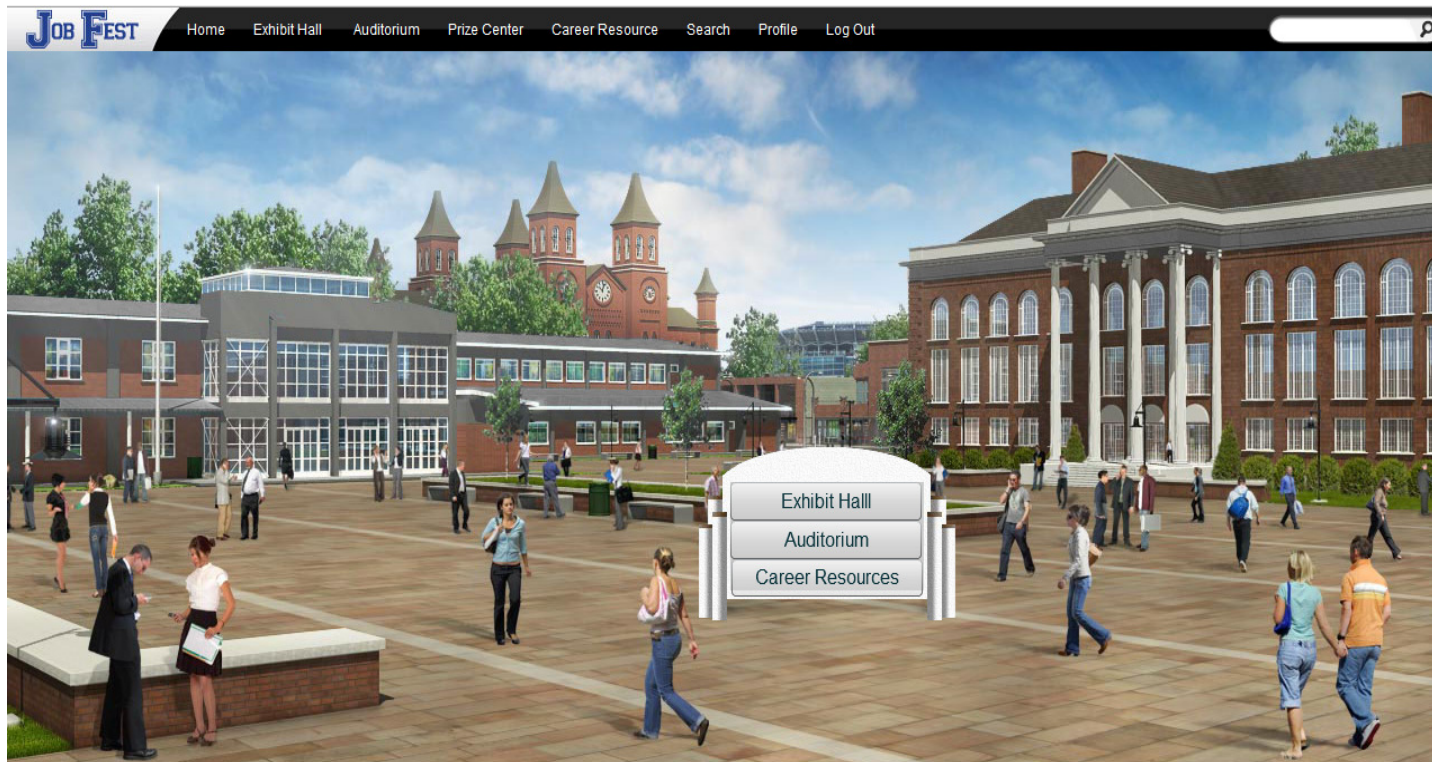 JOB FEST
Home Exhibit Hall Auditorium Prize Center Career Resource Search Profile Log Out
Exhibit Halll
Auditorium
Career Resources